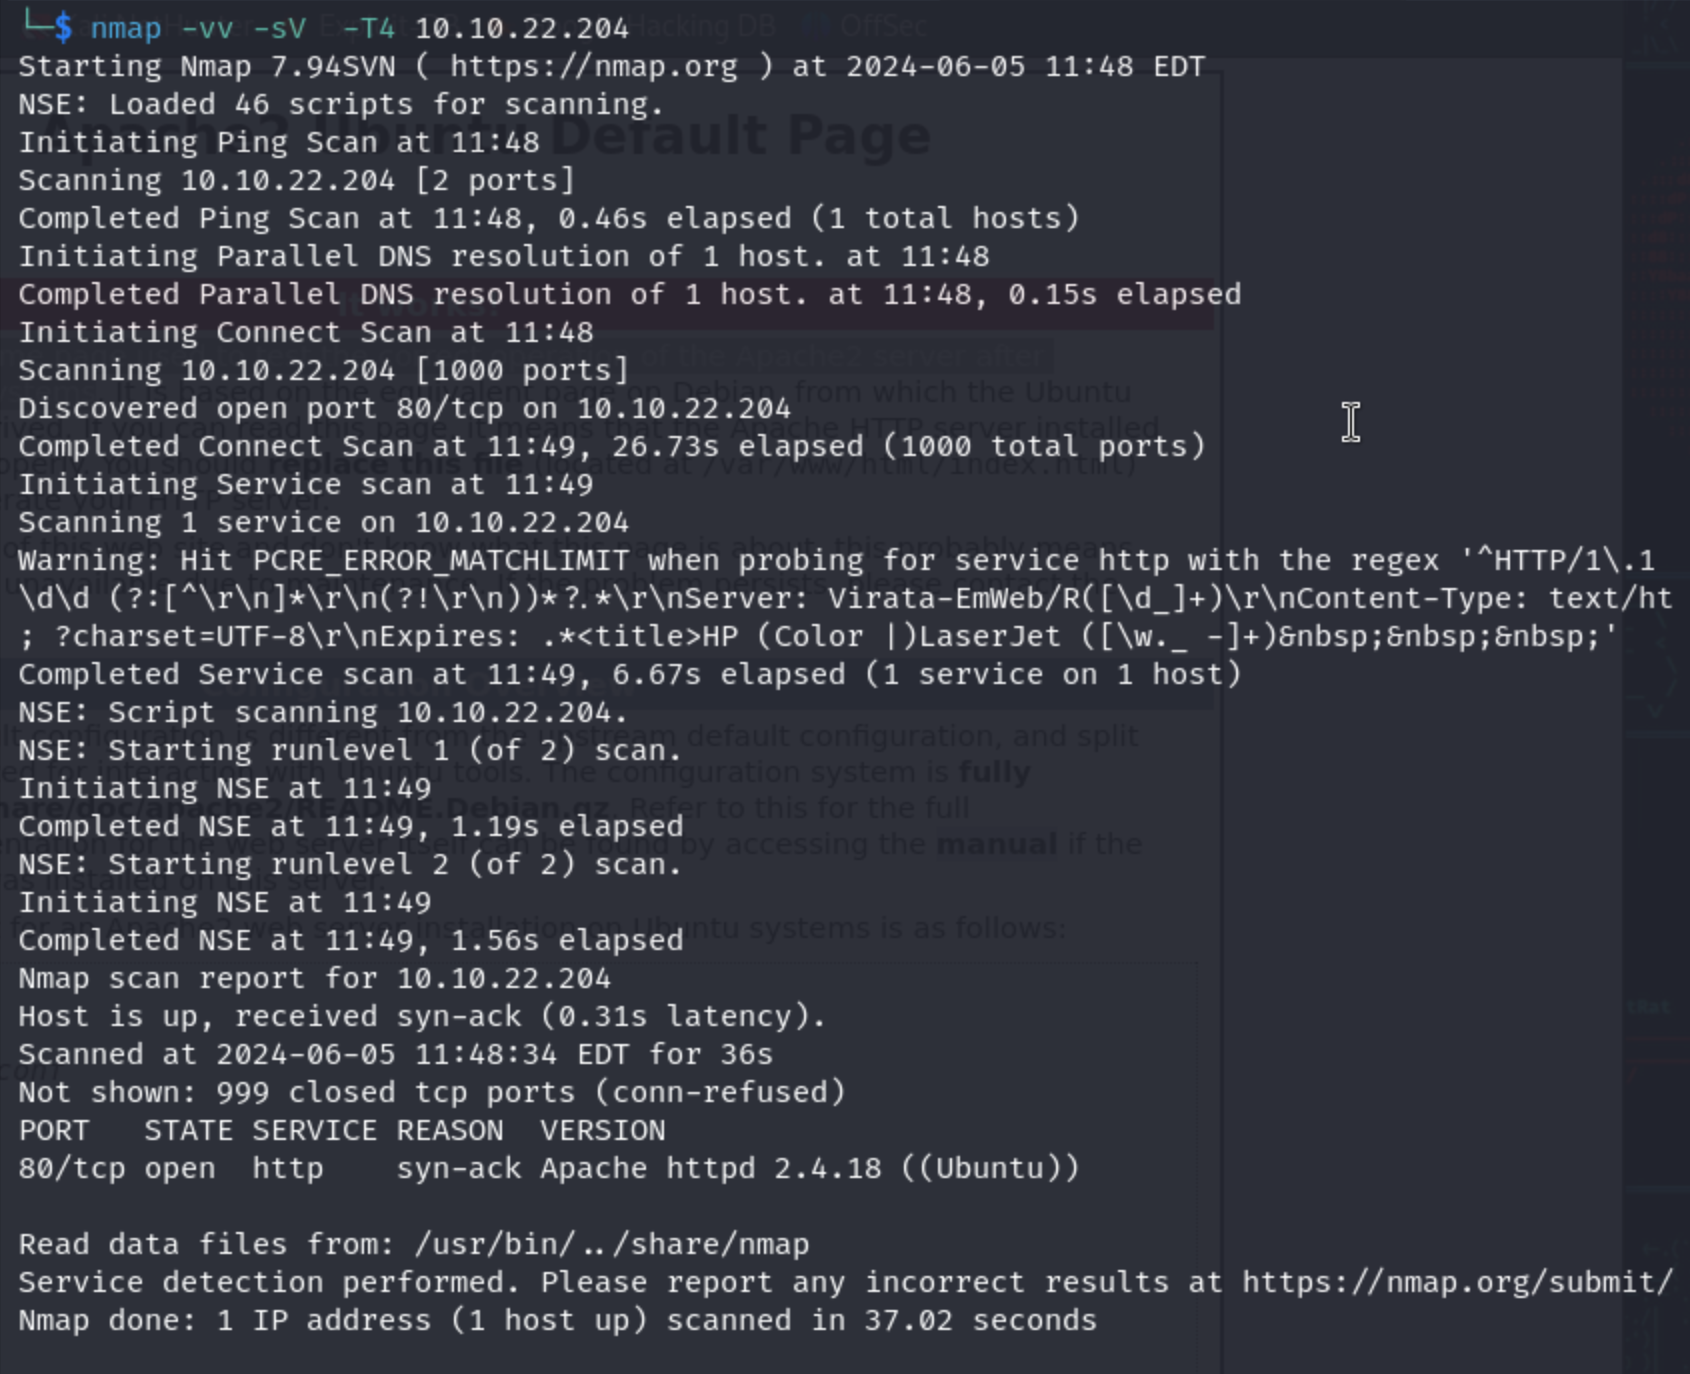 └─$ nmap -vv -sV  -T4 10.10.22.204
Starting Nmap 7.94SVN ( https://nmap.org ) at 2024-06-05 11:48 EDT
NSE: Loaded 46 scripts for scanning.
Initiating Ping Scan at 11:48
Scanning 10.10.22.204 [2 ports]
Completed Ping Scan at 11:48, 0.46s elapsed (1 total hosts)
Initiating Parallel DNS resolution of 1 host. at 11:48
Completed Parallel DNS resolution of 1 host. at 11:48, 0.15s elapsed
Initiating Connect Scan at 11:48
Scanning 10.10.22.204 [1000 ports]
Discovered open port 80/tcp on 10.10.22.204
Completed Connect Scan at 11:49, 26.73s elapsed (1000 total ports)
Initiating Service scan at 11:49
Scanning 1 service on 10.10.22.204
Warning: Hit PCRE_ERROR_MATCHLIMIT when probing for service http with the regex '^HTTP/1\.1
\d\d (?:[^\r\n]*\r\n(?!\r\n))*?.*\r\nServer: Virata-EmWeb/R([\d_]+)\r\nContent-Type: text/ht
; ?charset=UTF-8\r\nExpires: .*<title>HP (Color |)LaserJet ([\w._ -]+)&nbsp;&nbsp;&nbsp;'
Completed Service scan at 11:49, 6.67s elapsed (1 service on 1 host)
NSE: Script scanning 10.10.22.204.
NSE: Starting runlevel 1 (of 2) scan.
Initiating NSE at 11:49
Completed NSE at 11:49, 1.19s elapsed
NSE: Starting runlevel 2 (of 2) scan.
Initiating NSE at 11:49
Completed NSE at 11:49, 1.56s elapsed
Nmap scan report for 10.10.22.204
Host is up, received syn-ack (0.31s latency).
Scanned at 2024-06-05 11:48:34 EDT for 36s
Not shown: 999 closed tcp ports (conn-refused)
PORT   STATE SERVICE REASON  VERSION
80/tcp open  http    syn-ack Apache httpd 2.4.18 ((Ubuntu))
Read data files from: /usr/bin/../share/nmap
Service detection performed. Please report any incorrect results at https://nmap.org/submit/
Nmap done: 1 IP address (1 host up) scanned in 37.02 seconds